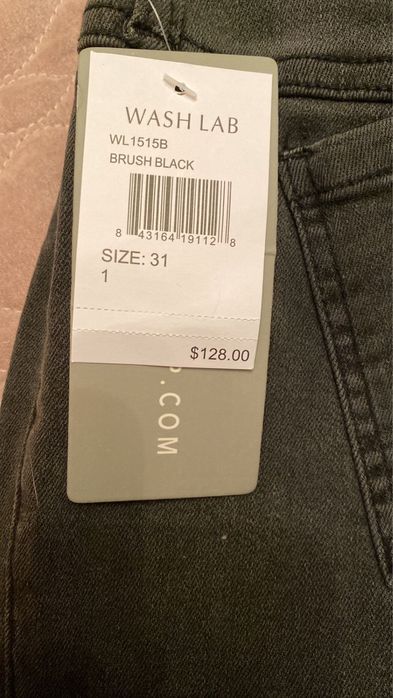 WASH LAB
WL1515B
BRUSH BLACK
8 43164 19112 8
SIZE: 31
1
$128.00
.COM